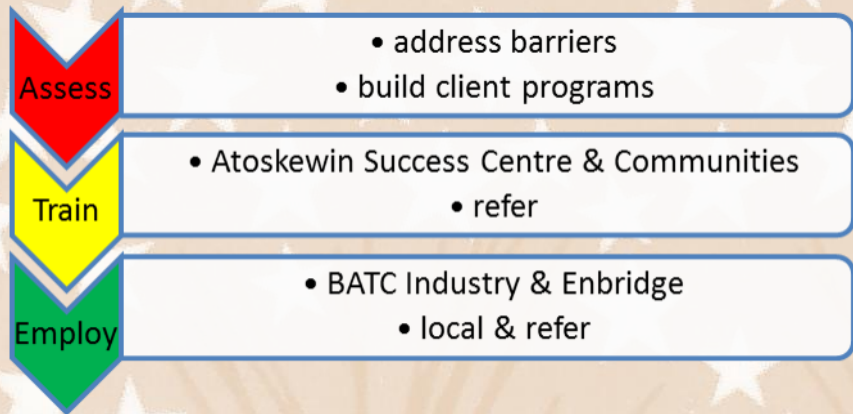 Assess
• address barriers
• build client programs
Train
• Atoskewin Success Centre & Communities
• refer
Employ
• BATC Industry & Enbridge
• local & refer